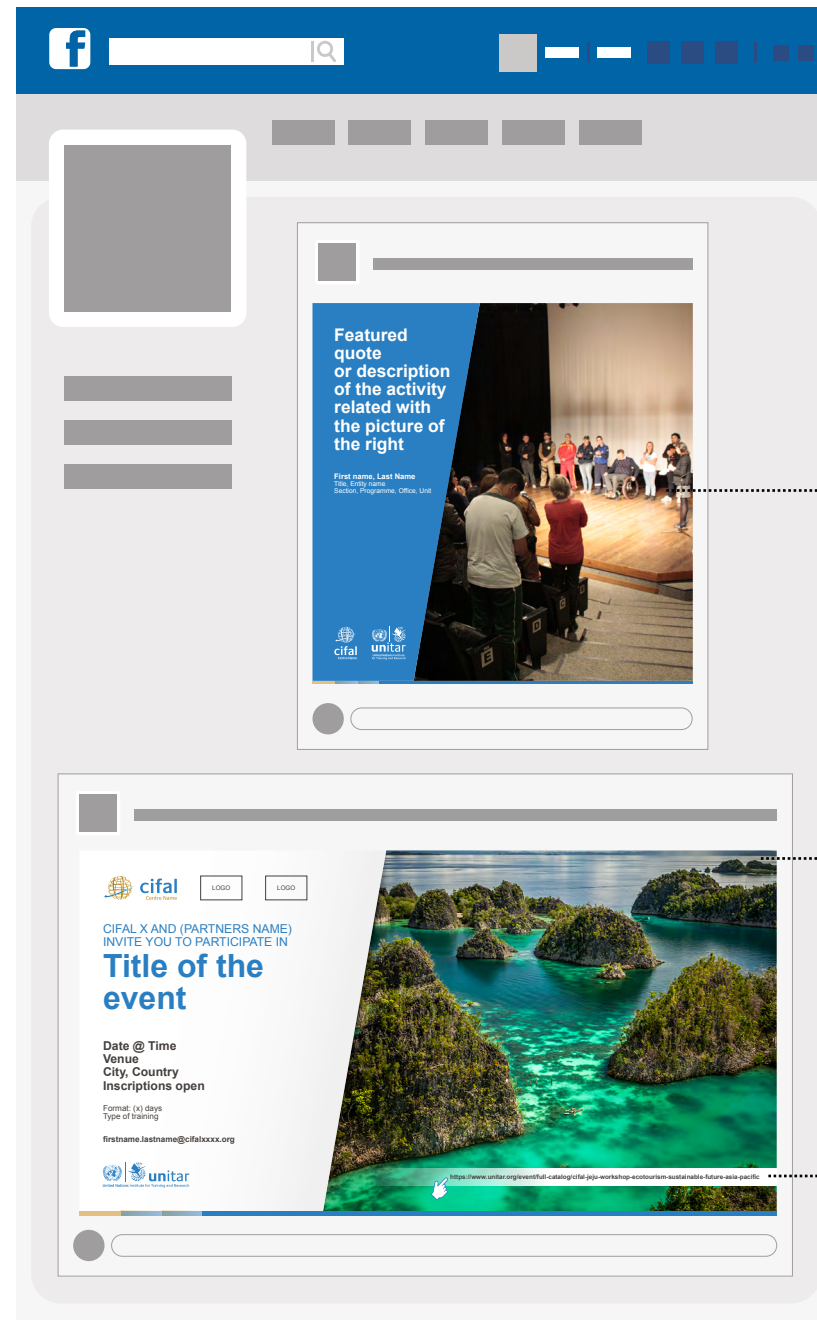 f
Featured
quote
or description
of the activity
related with
the picture of
the right
First name, Last Name
Title, Entity name
Section, Programme, Office, Unit
cifal
unitar
E
D
C
cifal
Centre Name
LOGO
LOGO
CIFAL X AND (PARTNERS NAME)
INVITE YOU TO PARTICIPATE IN
Title of the
event
Date @ Time
Venue
City, Country
Inscriptions open
Format: (x) days
Type of training
firstname.lastname@cifalxxxx.org
unitar
United Nations Institute for Training and Research
https://www.unitar.org/event/full-catalog/cifal-jeju-workshop-ecotourism-sustainable-future-asia-pacific